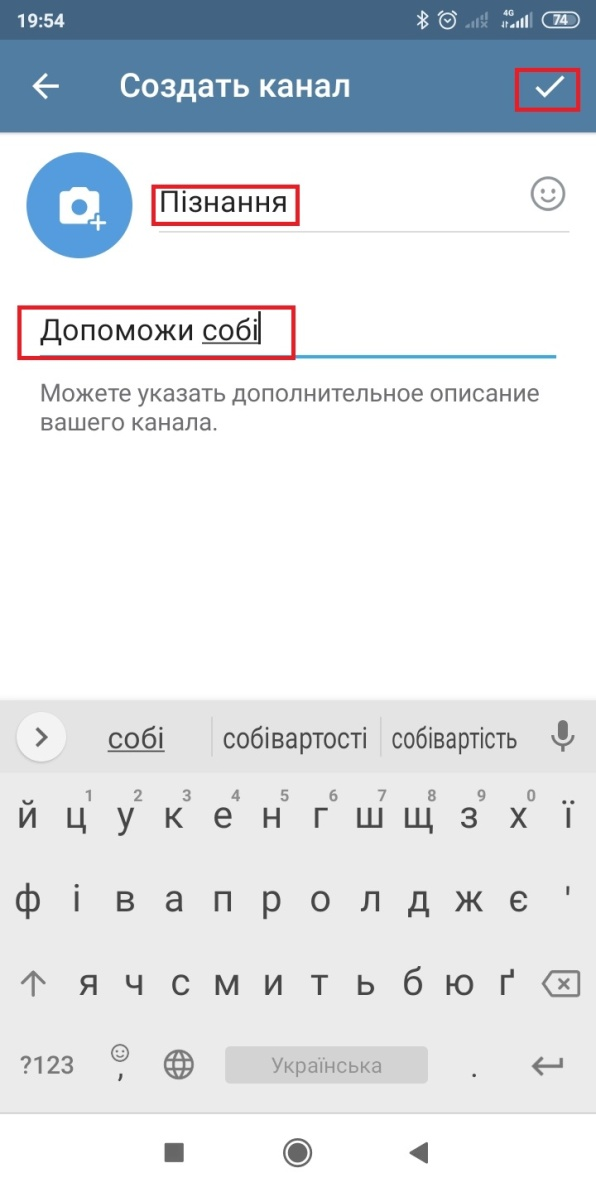 19:54 4G 74
Создать канал
Пізнання
Допоможи собі
Можете указать дополнительное описание
вашего канала.
собі собівартості собівартість
1 2 3 4 5 6 7 8 9 0
й ц у к е н г ш щ з х ї
ф і в а п р о л д ж є '
я ч с м и т ь б ю ґ
?123 , Українська .